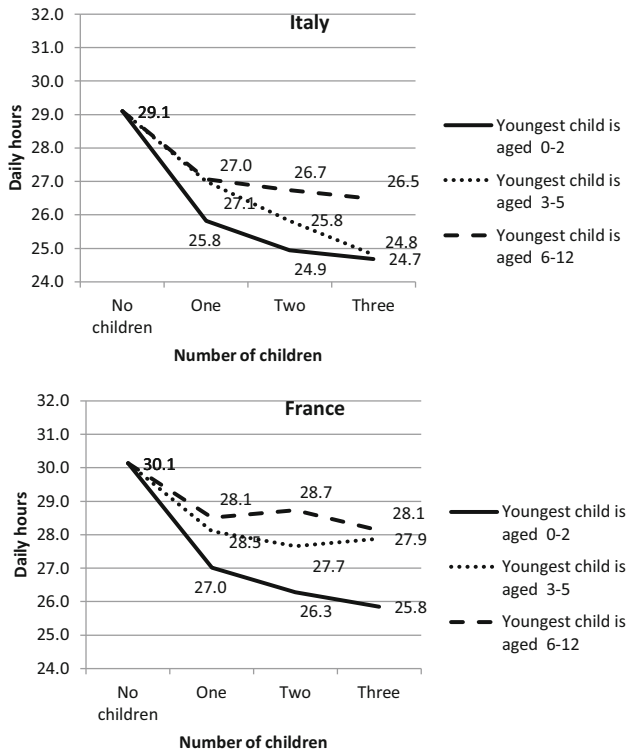 Italy
32.0
31.0
30.0
29.0
28.0
27.0
26.0
25.0
24.0
Daily hours
29.1
27.0
26.7
26.5
27.1
25.8
24.8
25.8
24.9
24.7
No children
One
Two
Three
Number of children
Youngest child is
aged 0-2
Youngest child is
aged 3-5
Youngest child is
aged 6-12
France
32.0
31.0
30.0
29.0
28.0
27.0
26.0
25.0
24.0
Daily hours
30.1
28.1
28.7
28.1
28.5
27.7
27.9
27.0
26.3
25.8
No
children
One
Two
Three
Number of children
Youngest child is
aged 0-2
Youngest child is
aged 3-5
Youngest child is
aged 6-12